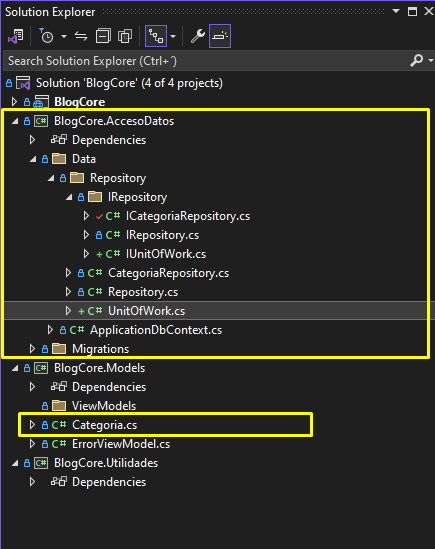 Solution Explorer
Search Solution Explorer (Ctrl+´)
Solution 'BlogCore' (4 of 4 projects)
BlogCore
C# BlogCore.AccesoDatos
Dependencies
Data
Repository
IRepository
C# ICategoriaRepository.cs
C# IRepository.cs
+ C# IUnitOfWork.cs
C# CategoriaRepository.cs
C# Repository.cs
+ C# UnitOfWork.cs
C# ApplicationDbContext.cs
Migrations
C# BlogCore.Models
Dependencies
ViewModels
C# Categoria.cs
C# ErrorViewModel.cs
C# BlogCore.Utilidades
Dependencies